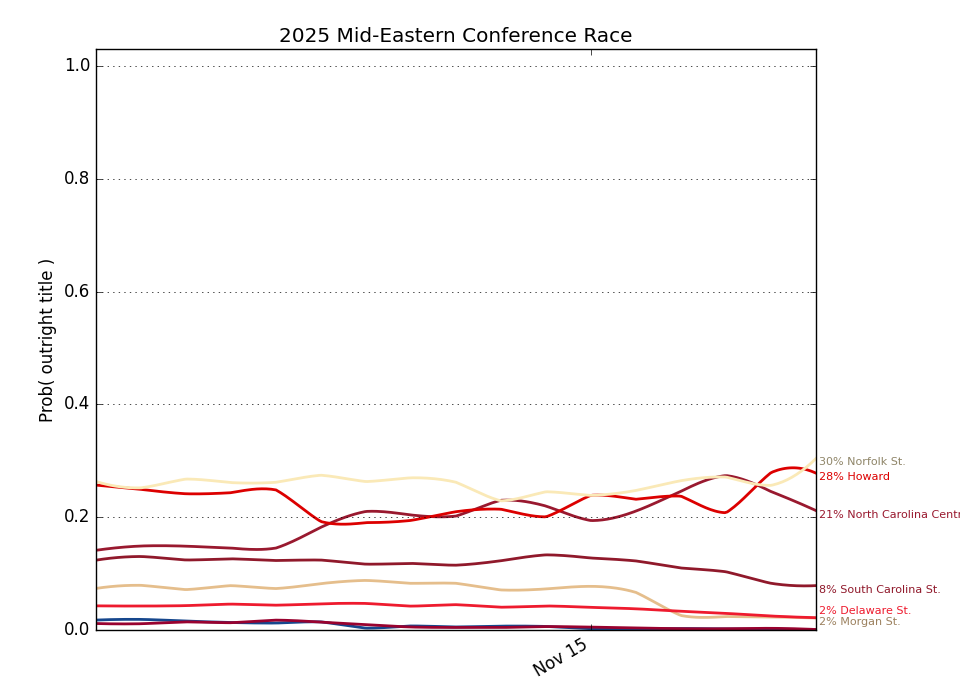 2025 Mid-Eastern Conference Race
1.0
0.8
0.6
0.4
0.2
0.0
Prob( outright title )
Nov 15
30% Norfolk St.
28% Howard
21% North Carolina Centr
8% South Carolina St.
2% Delaware St.
2% Morgan St.